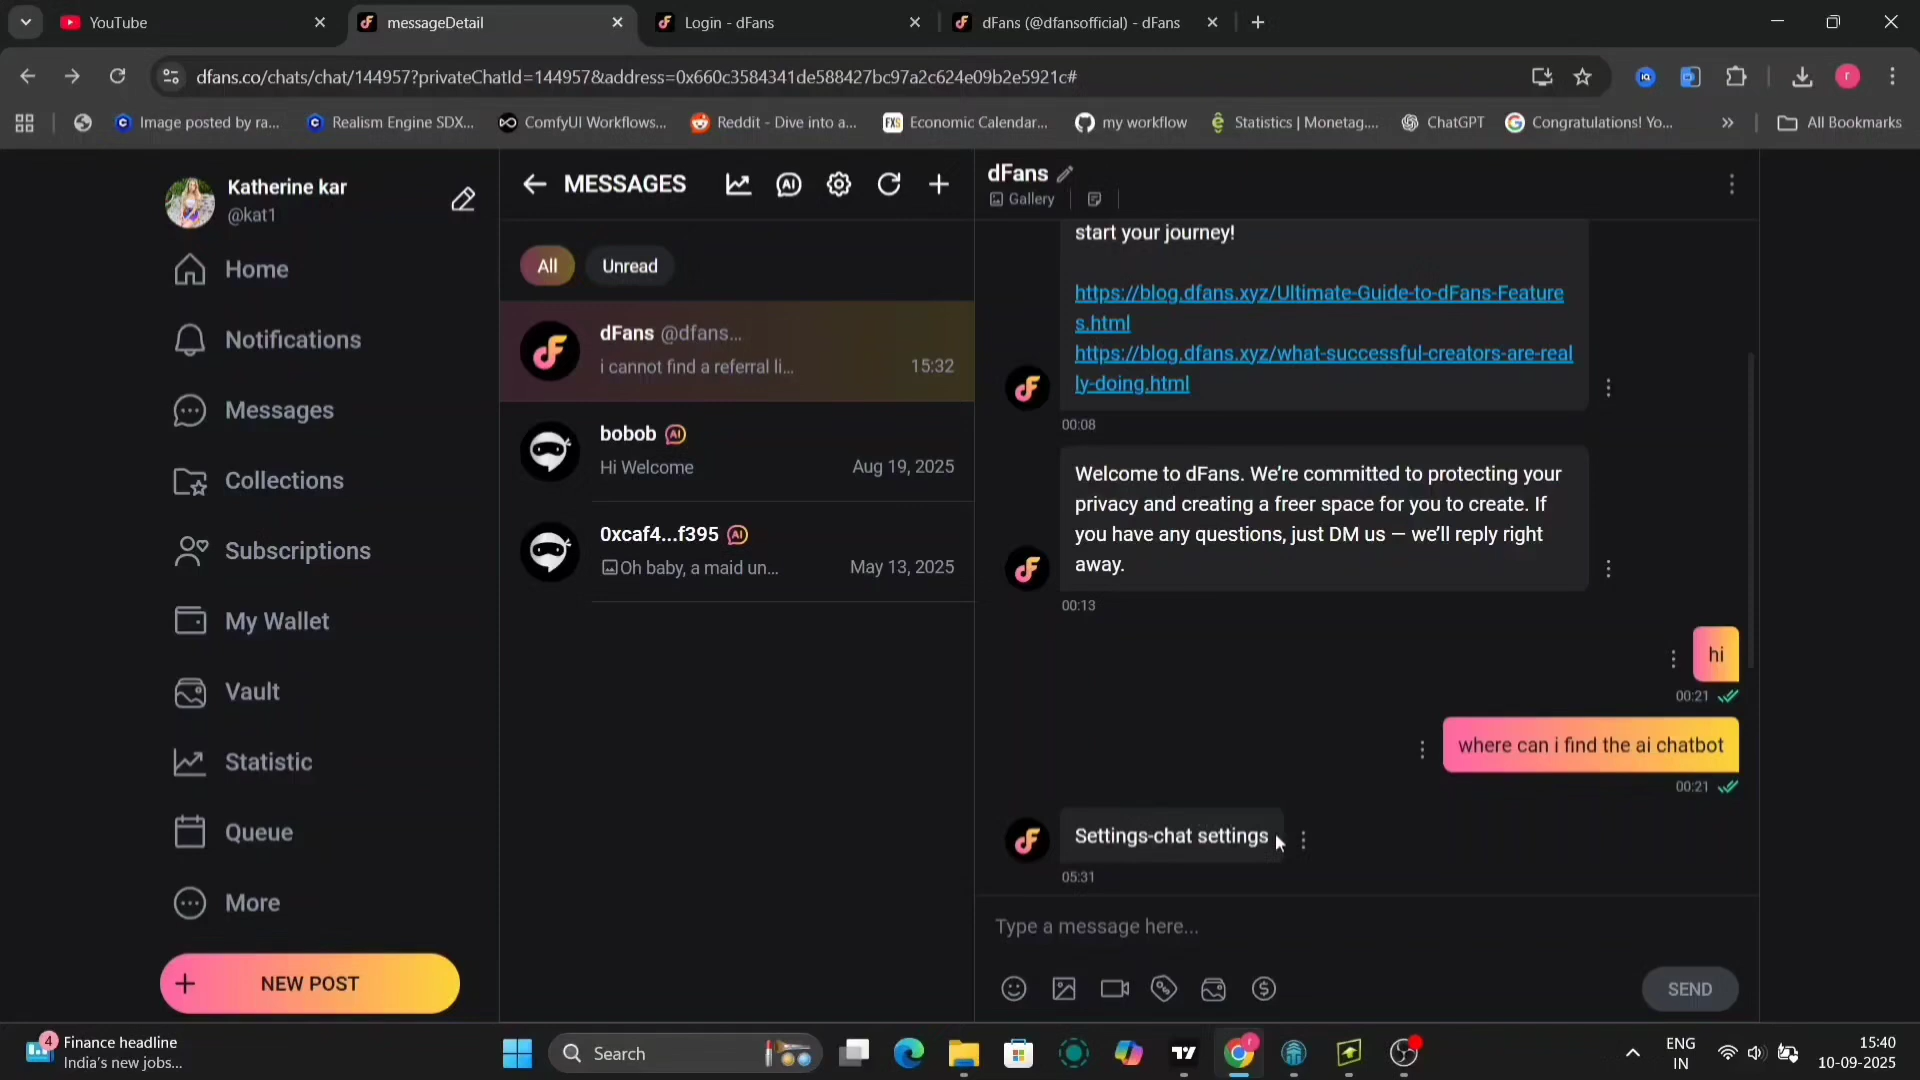 YouTube
messageDetail
Login - dFans
dFans (@dfansofficial) - dFans
dfans.co/chats/chat/144957?privateChatId=144957&address=0x660c3584341de588427bc97a2c624e09b2e5921c#
r
Image posted by ra...
Realism Engine SDX...
ComfyUI Workflows...
Reddit - Dive into a...
FXS
Economic Calendar...
my workflow
Statistics | Monetag,...
ChatGPT
Congratulations! Yo...
All Bookmarks
Katherine kar
@kat1
Home
Notifications
Messages
Collections
Subscriptions
My Wallet
Vault
Statistic
Queue
More
+ NEW POST
MESSAGES
AI
All
Unread
dFans @dfans...
i cannot find a referral li...
15:32
bobob AI
Hi Welcome
Aug 19, 2025
0xcaf4...f395 AI
Oh baby, a maid un...
May 13, 2025
dFans
Gallery
start your journey!
https://blog.dfans.xyz/Ultimate-Guide-to-dFans-Feature
s.html
https://blog.dfans.xyz/what-successful-creators-are-real
ly-doing.html
00:08
Welcome to dFans. We’re committed to protecting your
privacy and creating a freer space for you to create. If
you have any questions, just DM us — we’ll reply right
away.
00:13
hi
00:21
where can i find the ai chatbot
00:21
Settings-chat settings
05:31
Type a message here...
SEND
4
Finance headline
India's new jobs...
Search
ENG
IN
15:40
10-09-2025